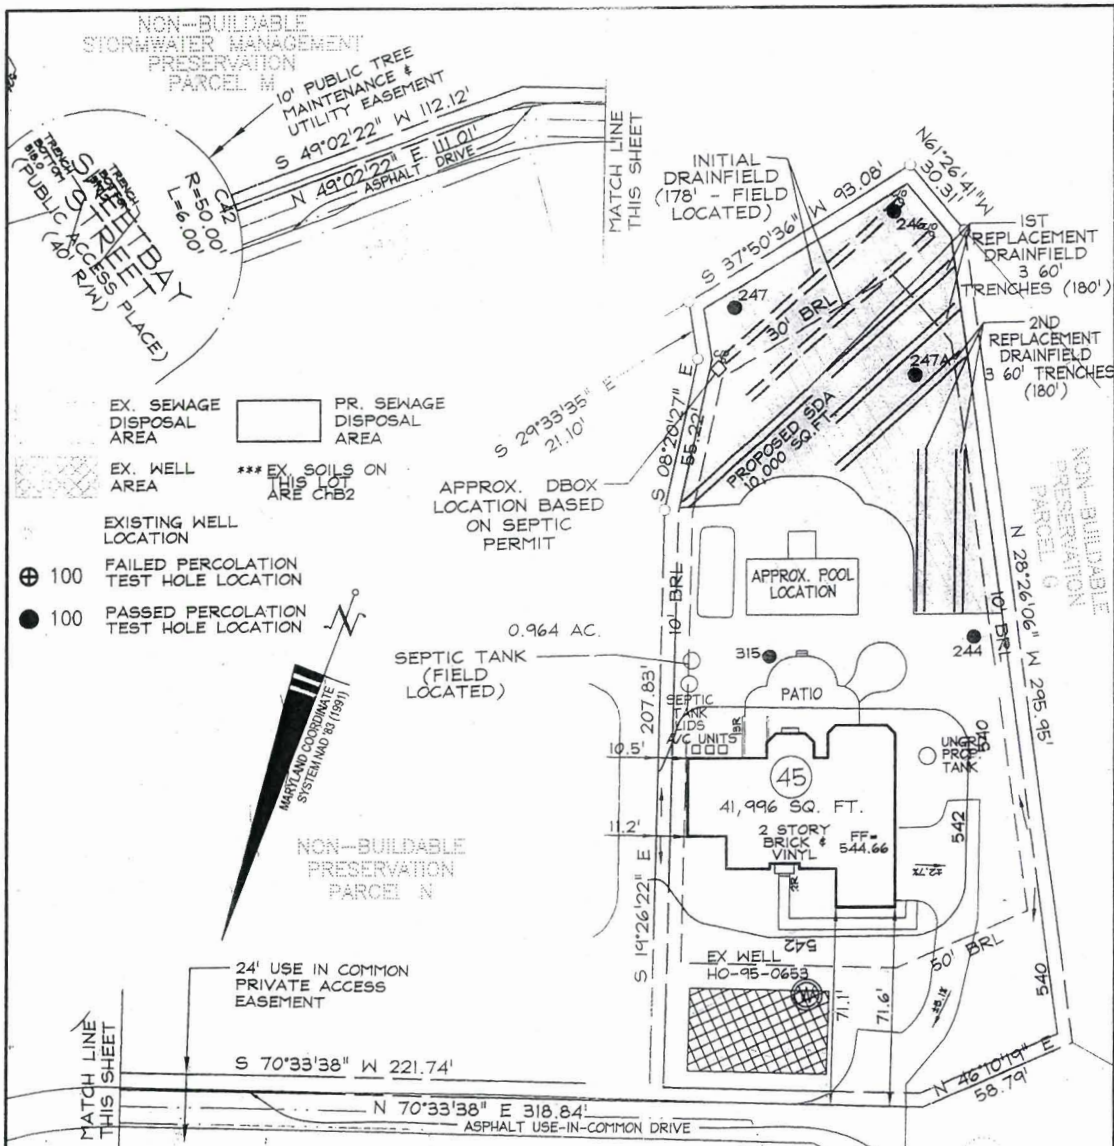 NON-BUILDABLE
STORMWATER MANAGEMENT
PRESERVATION
PARCEL M
10' PUBLIC TREE
MAINTENANCE &
UTILITY EASEMENT
S 49°02'22" W 112.12'
N 49°02'22" E 111.01'
ASPHALT DRIVE
C42
R=50.00'
L=6.00'
STREET
(PUBLIC ACCESS PLACE)
(40' R/W)
TRENCH
BOTTOM
TRENCH
MATCH LINE
THIS SHEET
INITIAL
DRAINFIELD
(178' - FIELD
LOCATED)
S 37°50'36" W 93.08'
N61°26'41"W
30.31'
1ST
REPLACEMENT
DRAINFIELD
3 60'
TRENCHES (180')
2ND
REPLACEMENT
DRAINFIELD
3 60' TRENCHES
(180')
246
247
30' BRL
247A
PROPOSED SDA
10,000 SQ.FT.
S 29°33'35" E
21.10'
S 08°20'27" E
55.22'
EX. SEWAGE
DISPOSAL
AREA
PR. SEWAGE
DISPOSAL
AREA
EX. WELL
AREA
*** EX. SOILS ON
THIS LOT
ARE ChB2
EXISTING WELL
LOCATION
100 FAILED PERCOLATION
TEST HOLE LOCATION
100 PASSED PERCOLATION
TEST HOLE LOCATION
APPROX. DBOX
LOCATION BASED
ON SEPTIC
PERMIT
NON-BUILDABLE
PRESERVATION
PARCEL G
N 28°26'06" W 295.95'
10' BRL
10' BRL
APPROX. POOL
LOCATION
0.964 AC.
SEPTIC TANK
(FIELD
LOCATED)
315
244
PATIO
SEPTIC
TANK
LIDS
A/C UNITS
207.83'
10.5'
11.2'
45
41,996 SQ. FT.
2 STORY
BRICK &
VINYL
FF=
544.66
TANK
540
542
±2.7%
MARYLAND COORDINATE
SYSTEM NAD '83 (1991)
NON-BUILDABLE
PRESERVATION
PARCEL N
S 19°26'22" E
542
EX WELL
HO-95-0653
50' BRL
540
71.1'
71.6'
24' USE IN COMMON
PRIVATE ACCESS
EASEMENT
MATCH LINE
THIS SHEET
S 70°33'38" W 221.74'
N 70°33'38" E 318.84'
ASPHALT USE-IN-COMMON DRIVE
N 46°10'19" E
58.79'